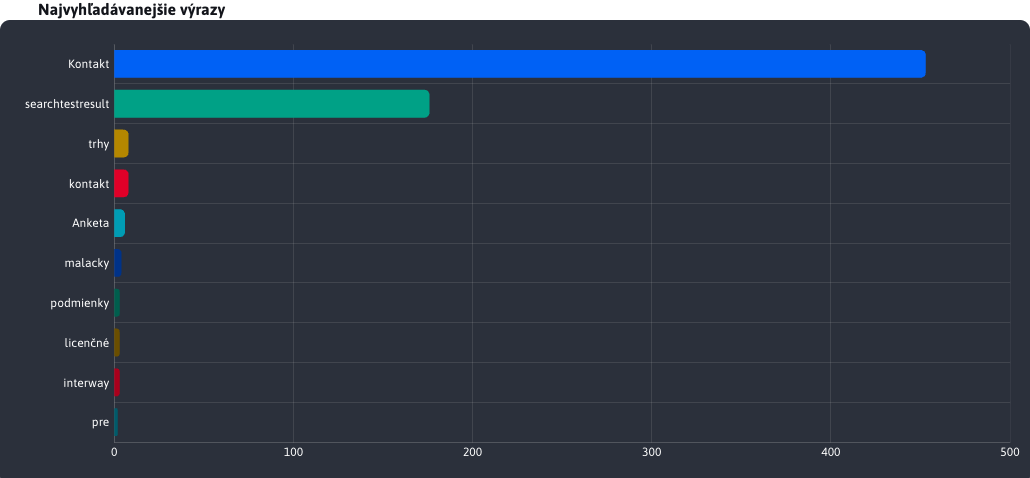 Najvyhľadávanejšie výrazy
Kontakt
searchtestresult
trhy
kontakt
Anketa
malacky
podmienky
licenčné
interway
pre
0 100 200 300 400 500